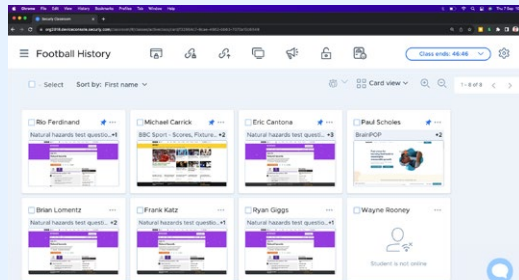 Chrome File Edit View History Bookmarks Profiles Tab Window Help
Football History
Class ends: 46:46
Select
Sort by: First name
Card view
1 - 8 of 8
Rio Ferdinand
Natural hazards test questio.. +1
Michael Carrick
BBC Sport - Scores, Fixture.. +2
Eric Cantona
Natural hazards test questio.. +3
Paul Scholes
BrainPOP +2
Brian Lomentz
Natural hazards test questi... +2
Frank Katz
Natural hazards test questio.. +1
Ryan Giggs
Natural hazards test questio.. +1
Wayne Rooney
Student is not online